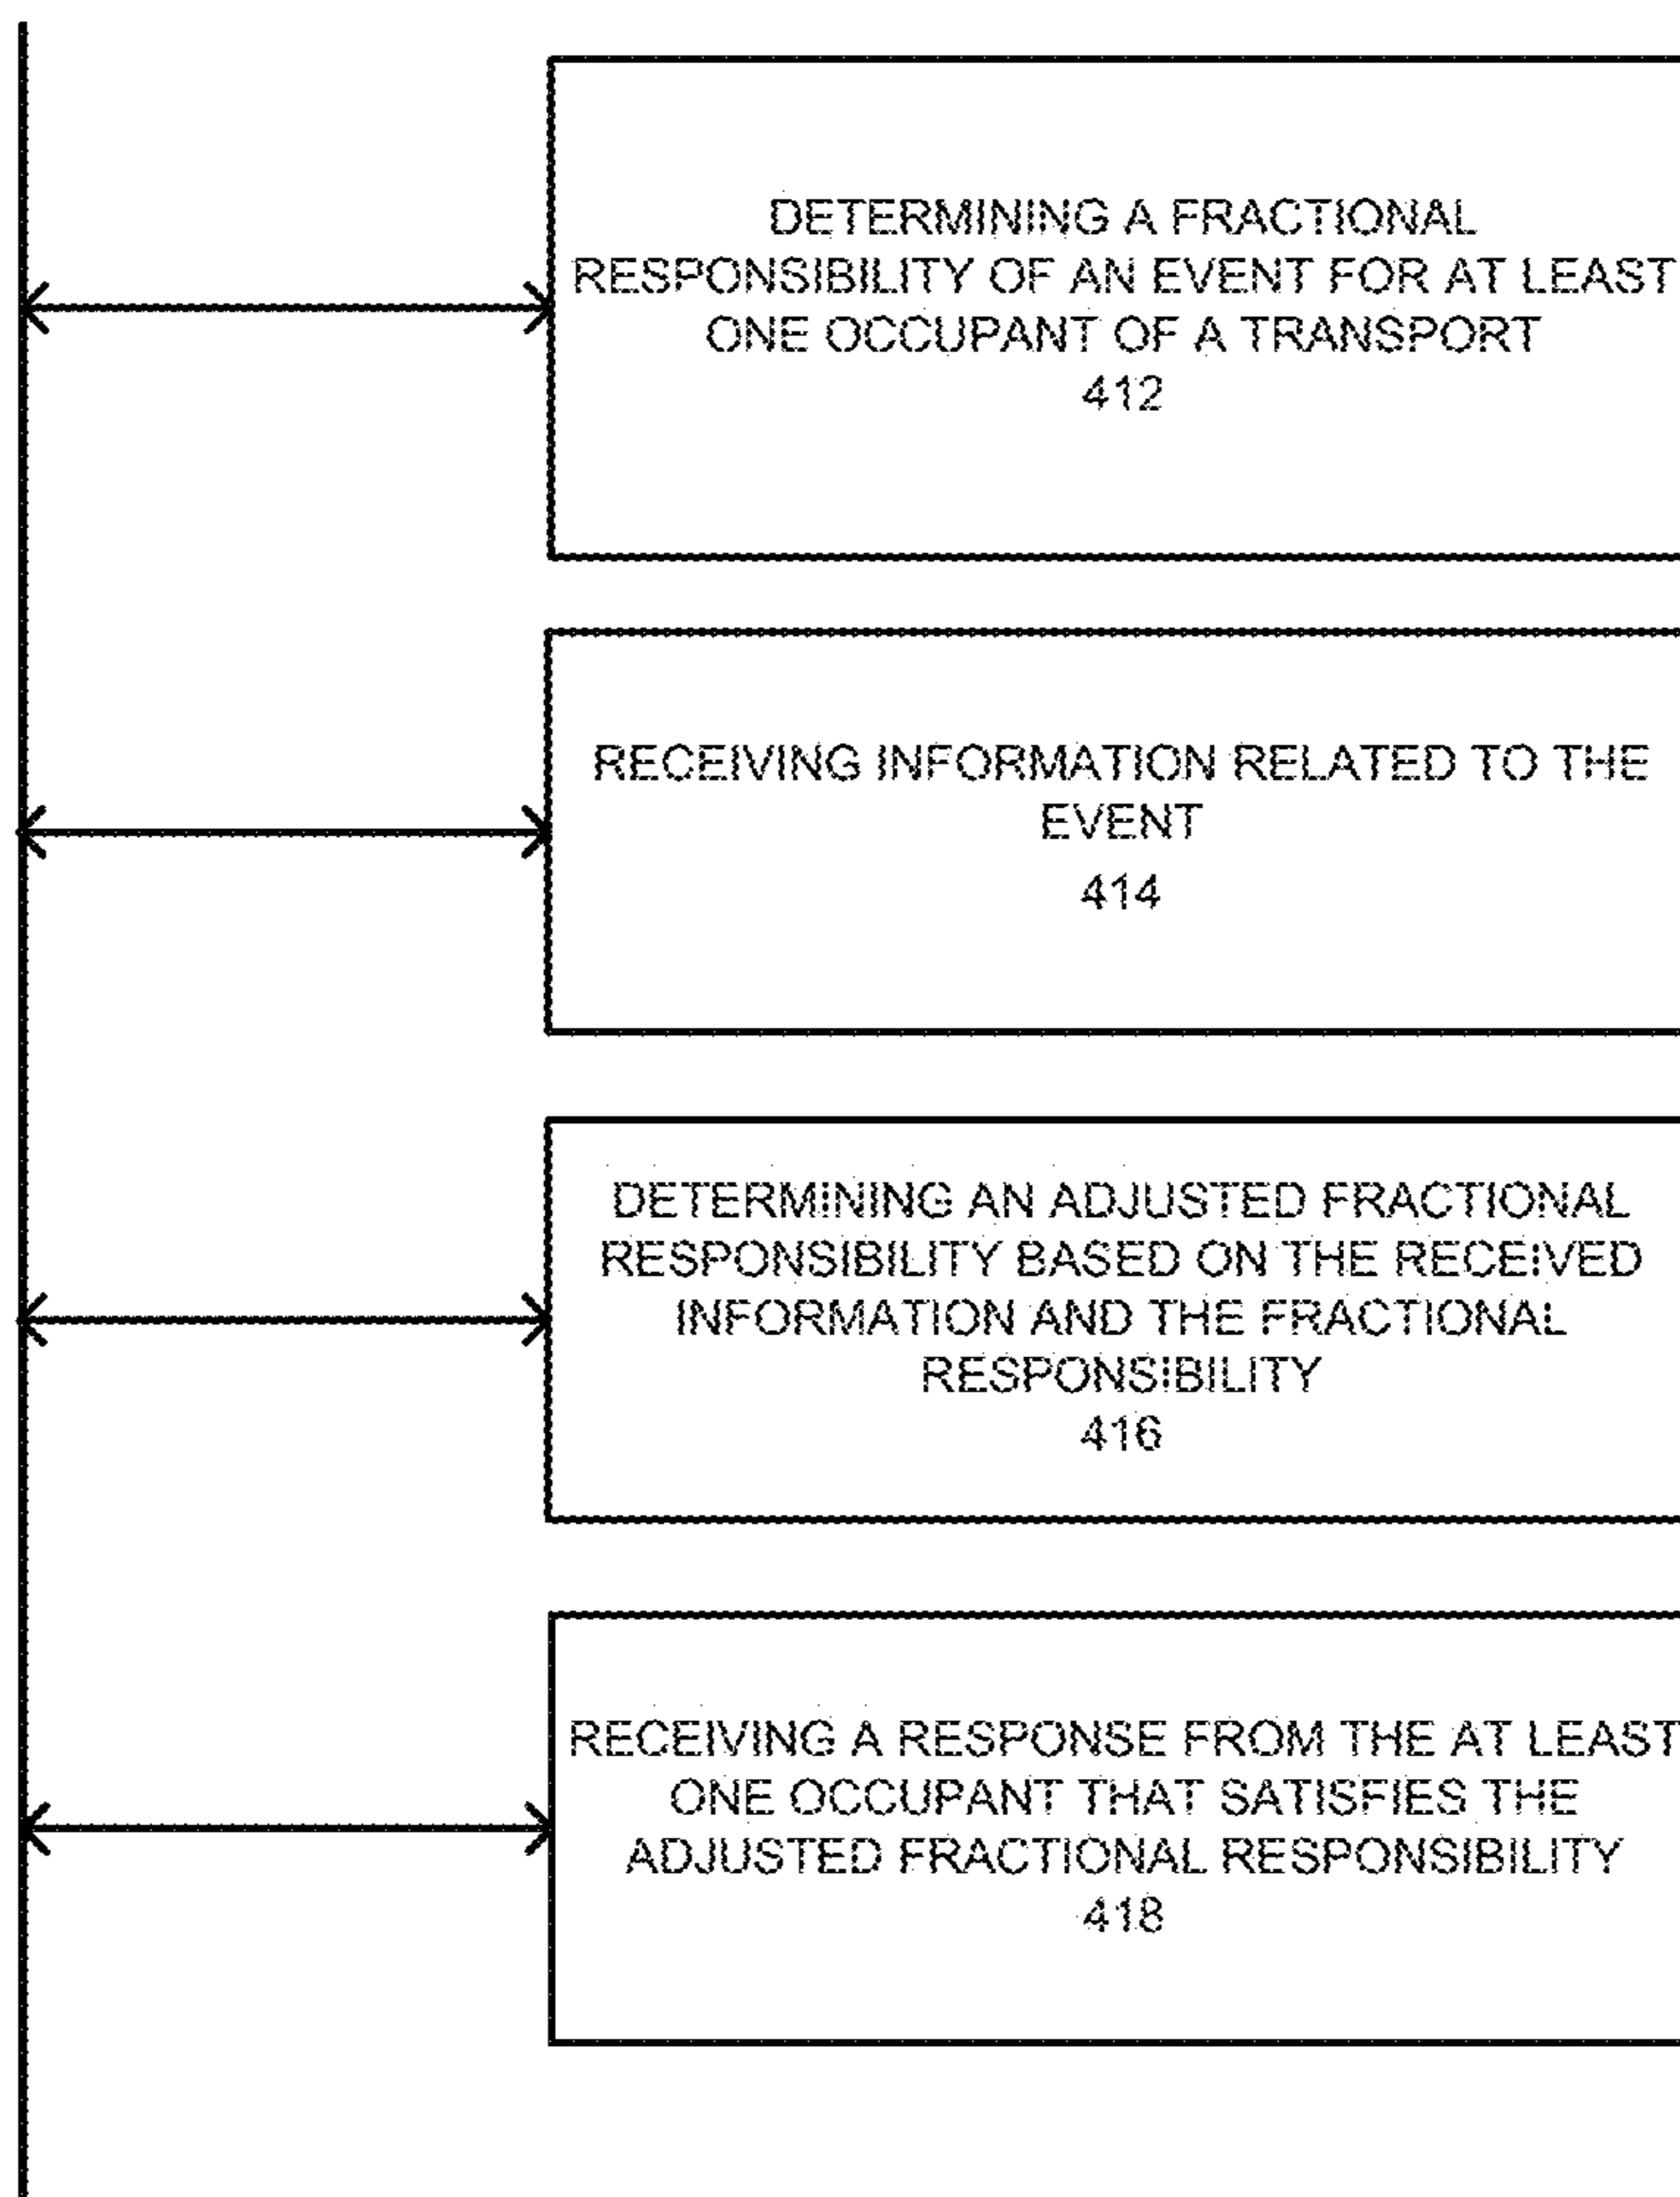 DETERMINING A FRACTIONAL
RESPONSIBILITY OF AN EVENT FOR AT LEAST
ONE OCCUPANT OF A TRANSPORT
412
RECEIVING INFORMATION RELATED TO THE
EVENT
414
DETERMINING AN ADJUSTED FRACTIONAL
RESPONSIBILITY BASED ON THE RECEIVED
INFORMATION AND THE FRACTIONAL
RESPONSIBILITY
416
RECEIVING A RESPONSE FROM THE AT LEAST
ONE OCCUPANT THAT SATISFIES THE
ADJUSTED FRACTIONAL RESPONSIBILITY
418